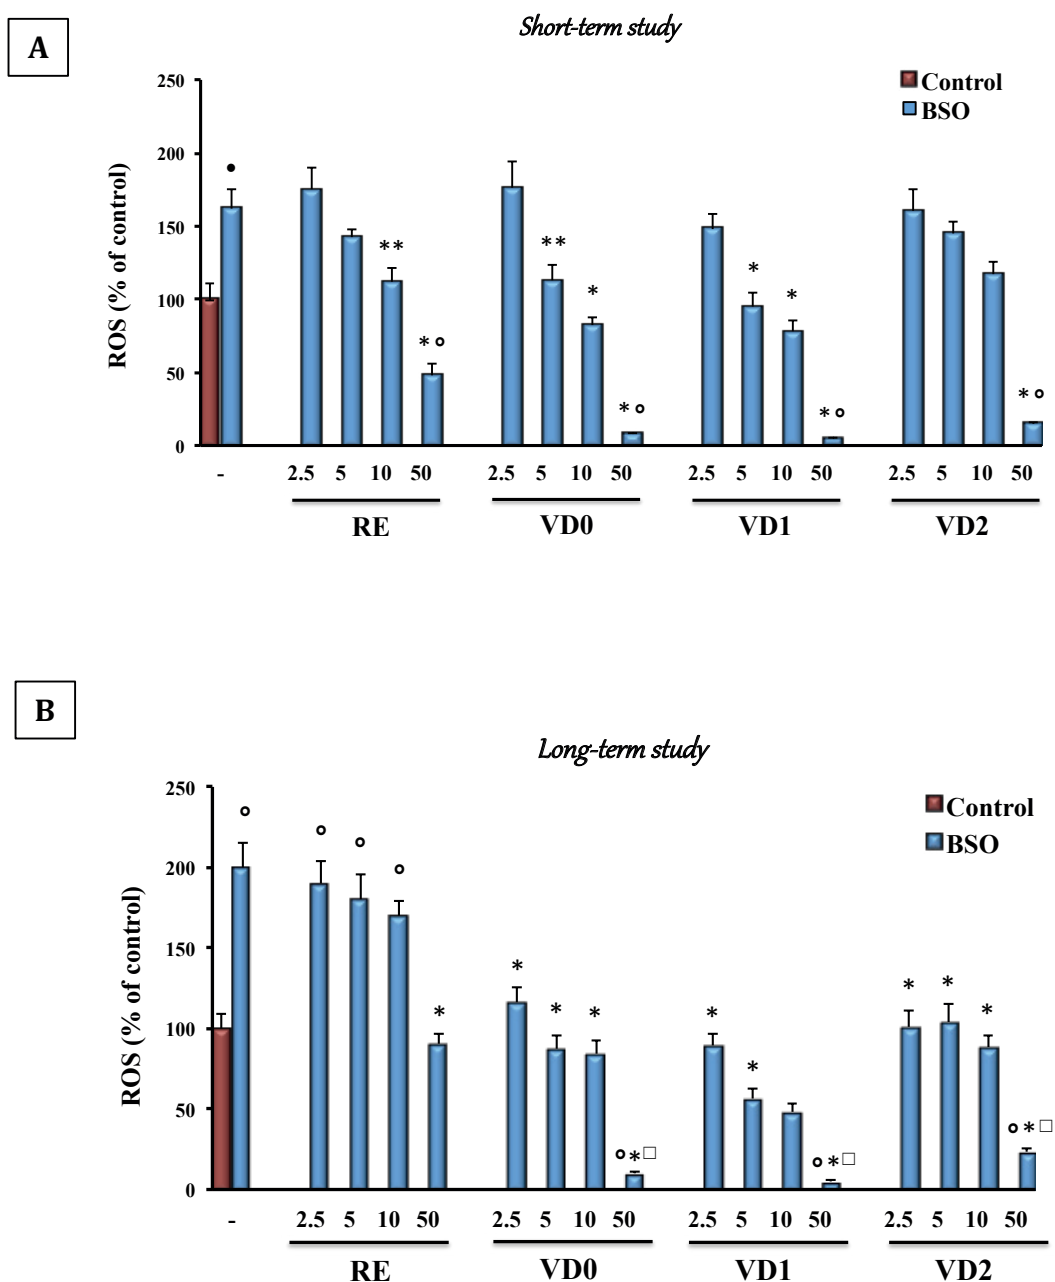 A
Short-term study
250
200
150
100
50
0
ROS (% of control)
Control
BSO
•
**
* °
**
*
* °
*
*
* °
* °
- 2.5 5 10 50 2.5 5 10 50 2.5 5 10 50 2.5 5 10 50
RE VD0 VD1 VD2
B
Long-term study
250
200
150
100
50
0
ROS (% of control)
Control
BSO
°
° ° °
*
*
* *
° * □
*
*
° * □
* * *
° * □
- 2.5 5 10 50 2.5 5 10 50 2.5 5 10 50 2.5 5 10 50
RE VD0 VD1 VD2